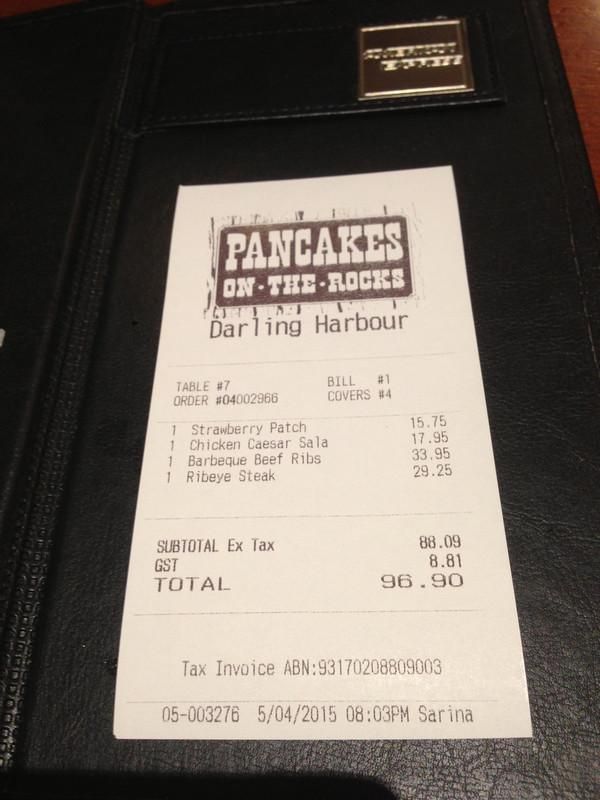 AMERICAN
EXPRESS
PANCAKES
ON·THE·ROCKS
Darling Harbour
TABLE #7 BILL #1
ORDER #04002966 COVERS #4
1 Strawberry Patch 15.75
1 Chicken Caesar Sala 17.95
1 Barbeque Beef Ribs 33.95
1 Ribeye Steak 29.25
SUBTOTAL Ex Tax 88.09
GST 8.81
TOTAL 96.90
Tax Invoice ABN:93170208809003
05-003276 5/04/2015 08:03PM Sarina